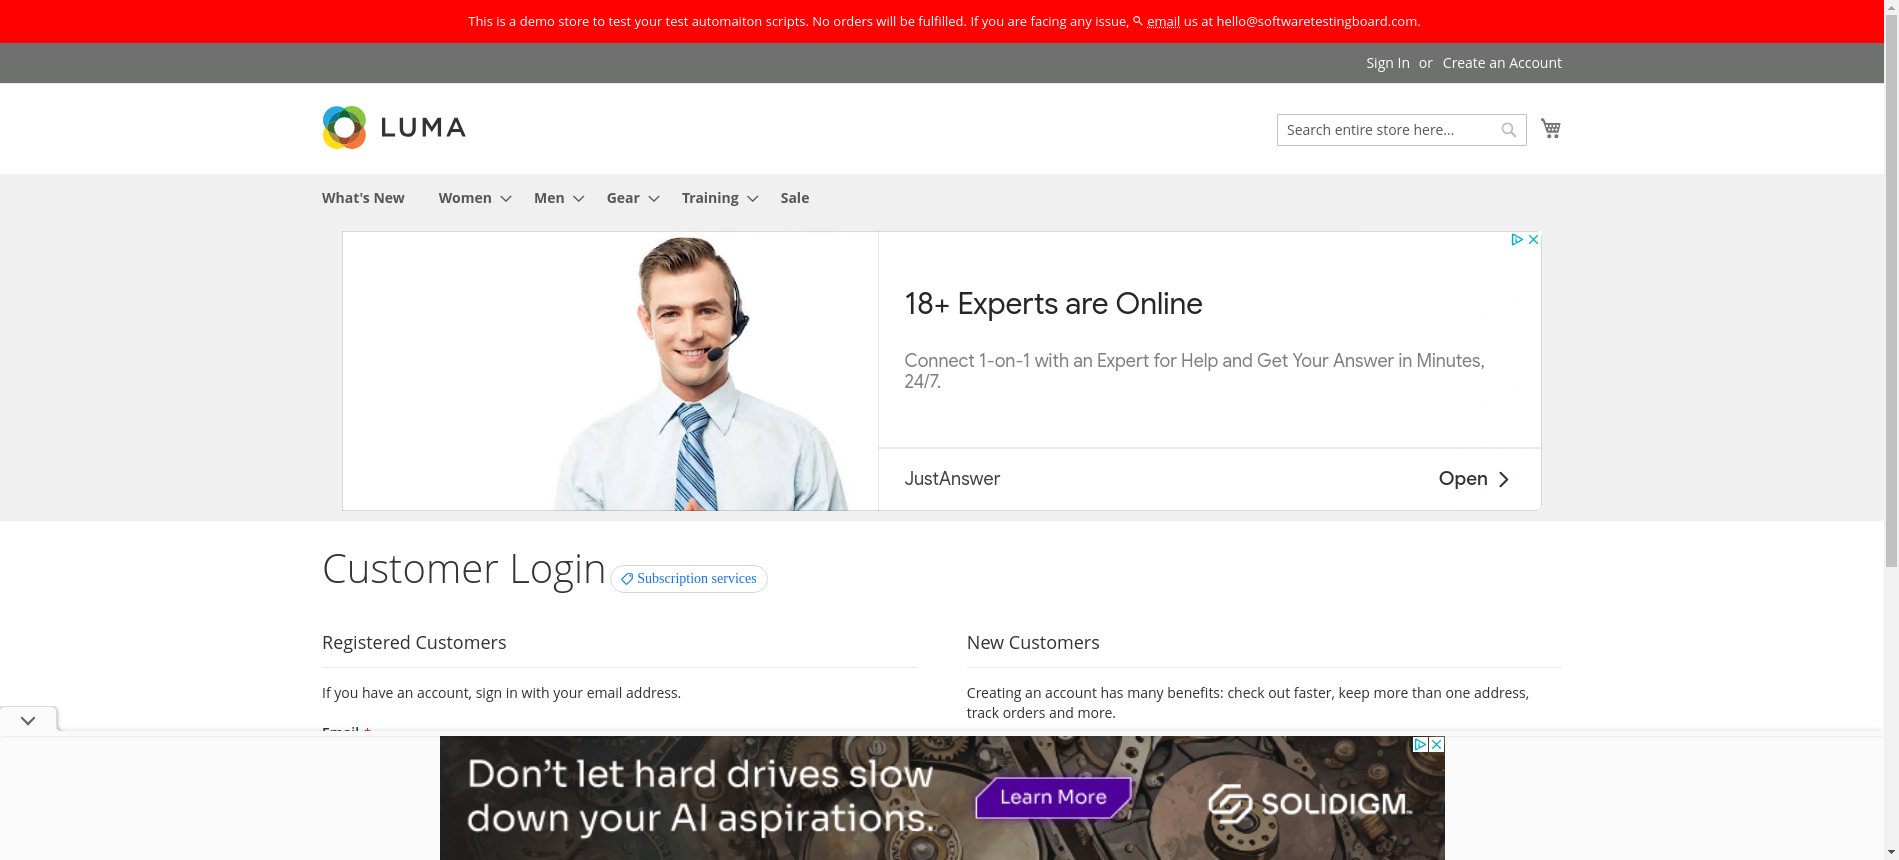 This is a demo store to test your test automaiton scripts. No orders will be fulfilled. If you are facing any issue, email us at hello@softwaretestingboard.com.
Sign In or Create an Account
LUMA
Search entire store here...
What's New Women Men Gear Training Sale
18+ Experts are Online
Connect 1-on-1 with an Expert for Help and Get Your Answer in Minutes,
24/7.
JustAnswer
Open
Customer Login
Subscription services
Registered Customers
If you have an account, sign in with your email address.
Email *
New Customers
Creating an account has many benefits: check out faster, keep more than one address,
track orders and more.
Don't let hard drives slow
down your AI aspirations.
Learn More
SOLIDIGM